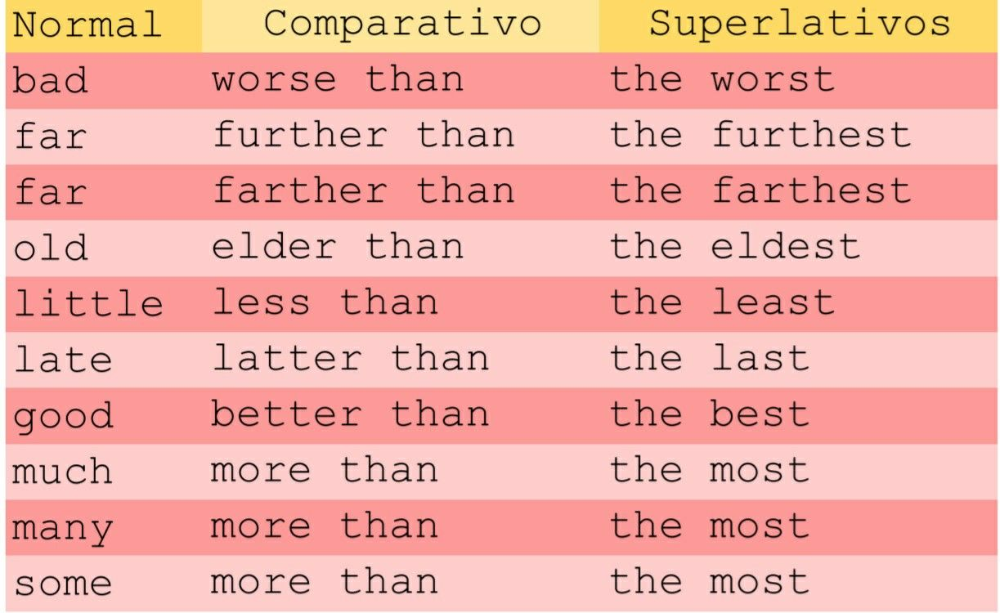 Normal Comparativo Superlativos
bad worse than the worst
far further than the furthest
far farther than the farthest
old elder than the eldest
little less than the least
late latter than the last
good better than the best
much more than the most
many more than the most
some more than the most